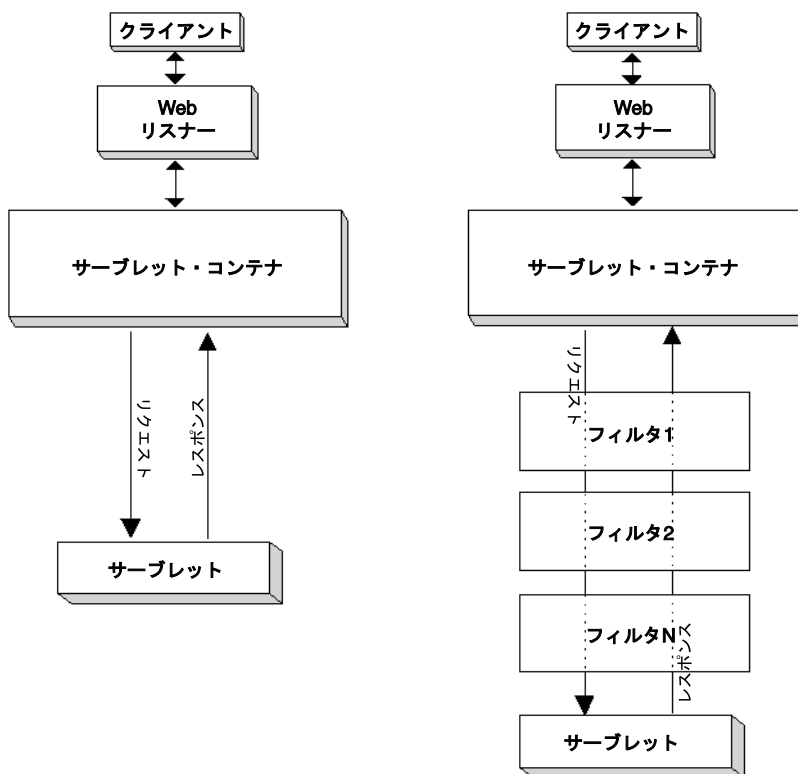 クライアント
Web
リスナー
サーブレット・コンテナ
リクエスト
レスポンス
サーブレット
クライアント
Web
リスナー
サーブレット・コンテナ
リクエスト
フィルタ1
フィルタ2
フィルタN
レスポンス
サーブレット